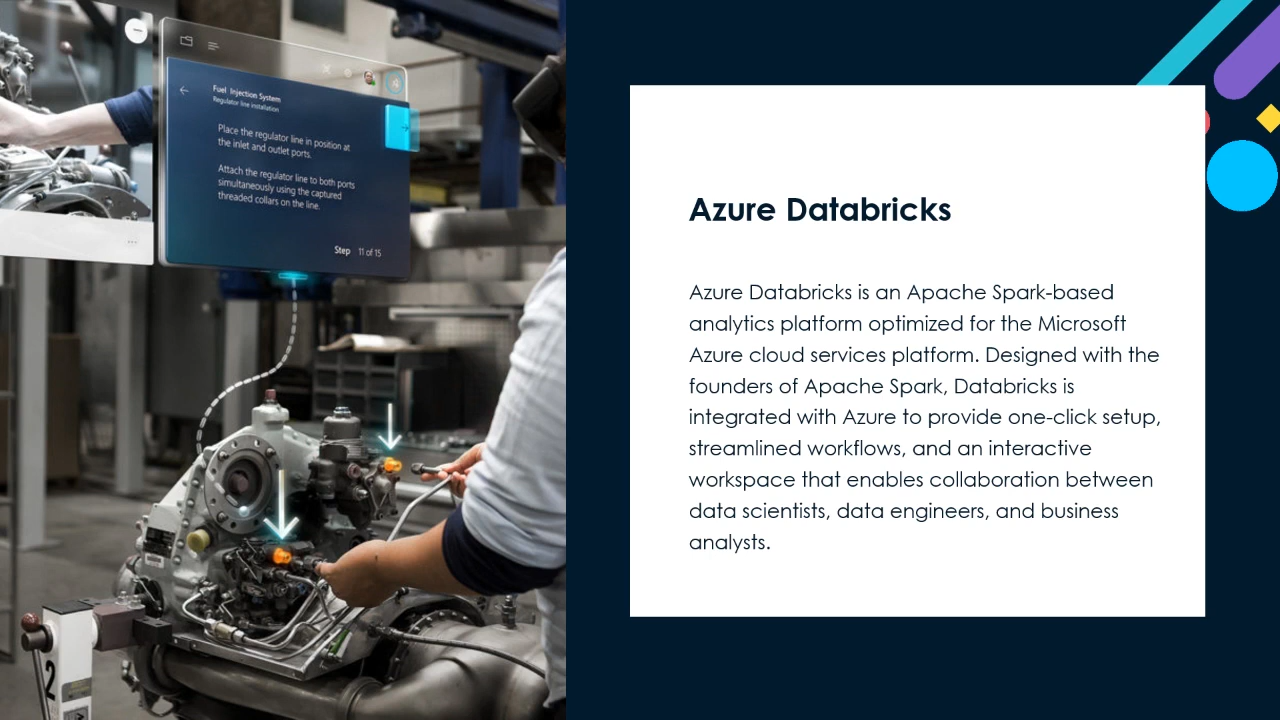 Fuel Injection System
Regulator line installation
Place the regulator line in position at
the inlet and outlet ports.
Attach the regulator line to both ports
simultaneously using the captured
threaded collars on the line.
Step 11 of 15
2
Azure Databricks
Azure Databricks is an Apache Spark-based
analytics platform optimized for the Microsoft
Azure cloud services platform. Designed with the
founders of Apache Spark, Databricks is
integrated with Azure to provide one-click setup,
streamlined workflows, and an interactive
workspace that enables collaboration between
data scientists, data engineers, and business
analysts.